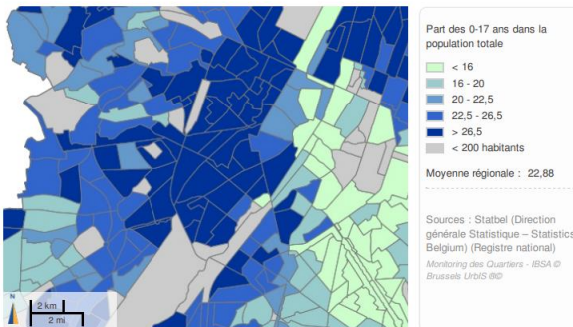 Part des 0-17 ans dans la
population totale
< 16
16 - 20
20 - 22,5
22,5 - 26,5
> 26,5
< 200 habitants
Moyenne régionale : 22,88
Sources : Statbel (Direction
générale Statistique – Statistics
Belgium) (Registre national)
Monitoring des Quartiers - IBSA ©
Brussels UrbIS ®©
N
2 km
2 mi